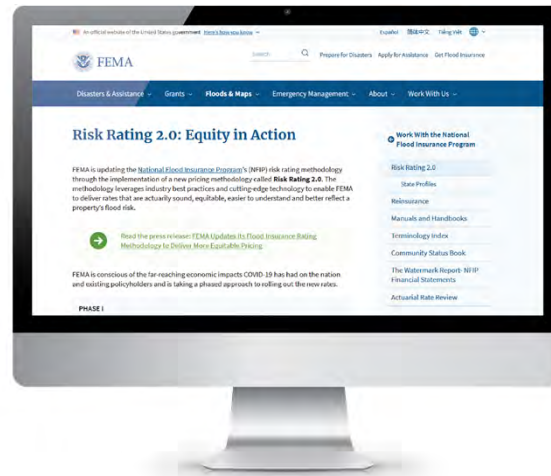 An official website of the United States government Here's how you know
Español 简体中文 Tiếng Việt
FEMA
Search
Prepare for Disasters Apply for Assistance Get Flood Insurance
Disasters & Assistance Grants Floods & Maps Emergency Management About Work With Us
Risk Rating 2.0: Equity in Action
FEMA is updating the National Flood Insurance Program's (NFIP) risk rating methodology
through the implementation of a new pricing methodology called Risk Rating 2.0. The
methodology leverages industry best practices and cutting-edge technology to enable FEMA
to deliver rates that are actuarily sound, equitable, easier to understand and better reflect a
property's flood risk.
Read the press release: FEMA Updates Its Flood Insurance Rating
Methodology to Deliver More Equitable Pricing
FEMA is conscious of the far-reaching economic impacts COVID-19 has had on the nation
and existing policyholders and is taking a phased approach to rolling out the new rates.
PHASE I
Work With the National
Flood Insurance Program
Risk Rating 2.0
State Profiles
Reinsurance
Manuals and Handbooks
Terminology Index
Community Status Book
The Watermark Report- NFIP
Financial Statements
Actuarial Rate Review